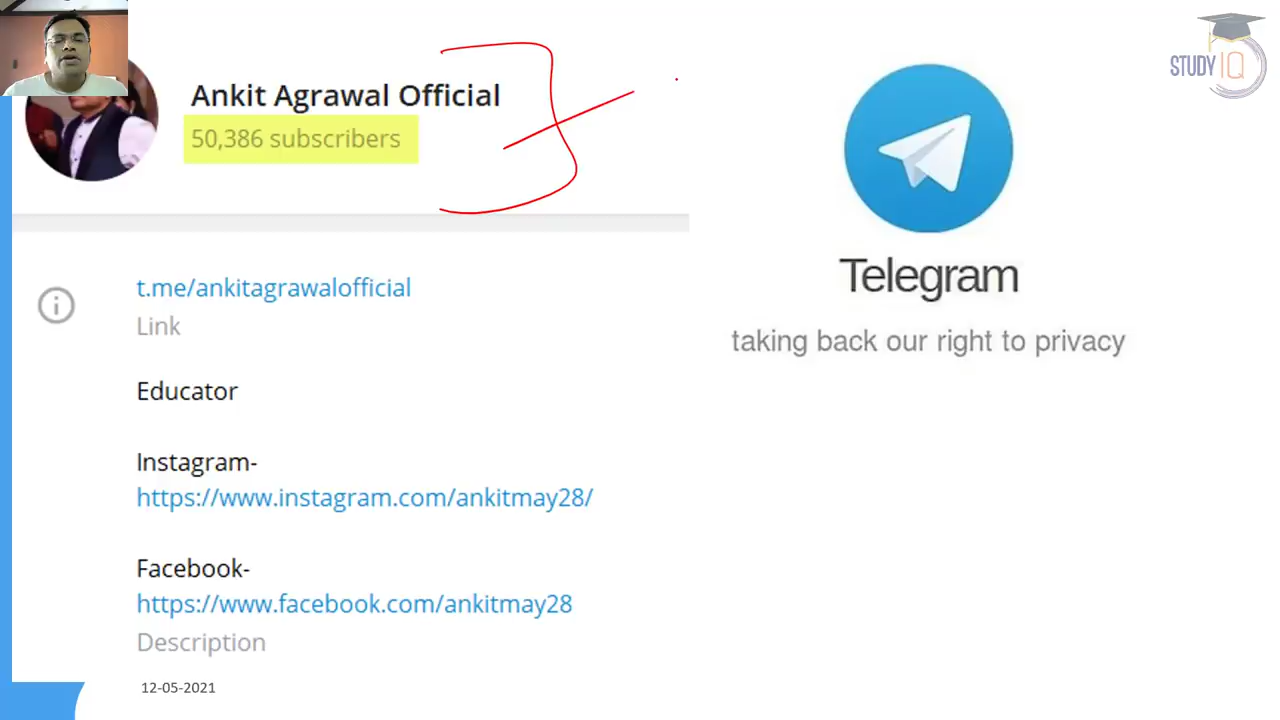 STUDY IQ
Ankit Agrawal Official
50,386 subscribers
t.me/ankitagrawalofficial
Link
Educator
Instagram-
https://www.instagram.com/ankitmay28/
Facebook-
https://www.facebook.com/ankitmay28
Description
Telegram
taking back our right to privacy
12-05-2021